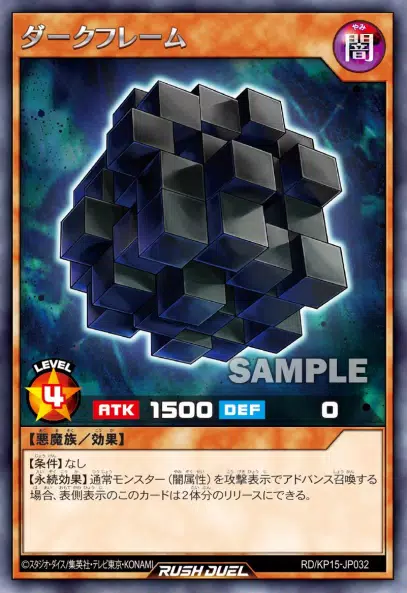 ダークフレーム
やみ
闇
SAMPLE
LEVEL
4
ATK 1500 DEF 0
【悪魔族/効果】
【条件】なし
【永続効果】通常モンスター(闇属性)を攻撃表示でアドバンス召喚する
場合、表側表示のこのカードは2体分のリリースにできる。
©スタジオ・ダイス/集英社・テレビ東京・KONAMI
RUSH DUEL
RD/KP15-JP032